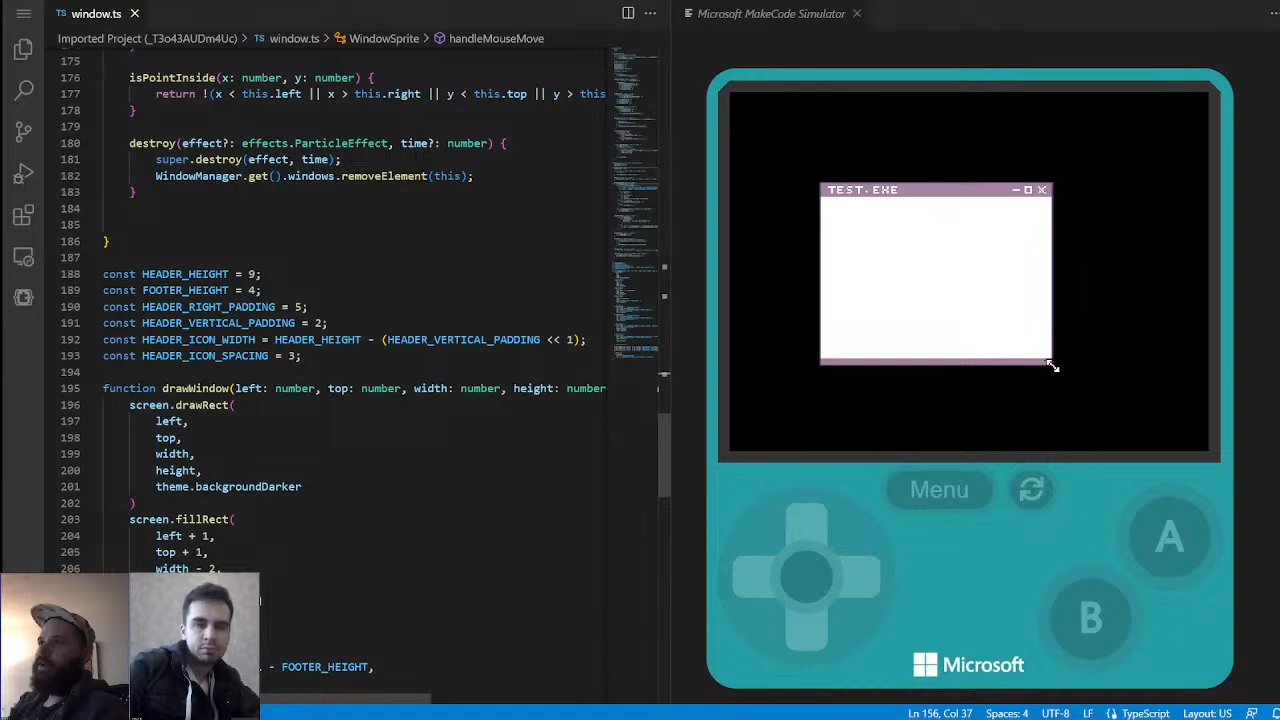 window.ts
Microsoft MakeCode Simulator
Imported Project (_T3o43AUDm4Uc) > window.ts > WindowSprite > handleMouseMove
175
176 isPointInside(x: number, y: number) {
177 return !(x < this.left || x > this.right || y < this.top || y > this
178 }
179
180 destroy(effect?: effects.ParticleEffect, time?: number) {
181 super.destroy(effect, time);
182 WindowManager.get().windows.removeElement(this);
183 }
184
185
186 }
187
188 const HEADER_HEIGHT = 9;
189 const FOOTER_HEIGHT = 4;
190 const HEADER_RIGHT_PADDING = 5;
191 const HEADER_VERTICAL_PADDING = 2;
192 const HEADER_ICON_WIDTH = HEADER_HEIGHT - (HEADER_VERTICAL_PADDING << 1);
193 const HEADER_ICON_SPACING = 3;
194
195 function drawWindow(left: number, top: number, width: number, height: number
196 screen.drawRect(
197 left,
198 top,
199 width,
200 height,
201 theme.backgroundDarker
202 )
203 screen.fillRect(
204 left + 1,
205 top + 1,
206 width - 2,
- FOOTER_HEIGHT,
TEST.EXE
Menu
A
B
Microsoft
Ln 156, Col 37
Spaces: 4
UTF-8
LF
{} TypeScript
Layout: US